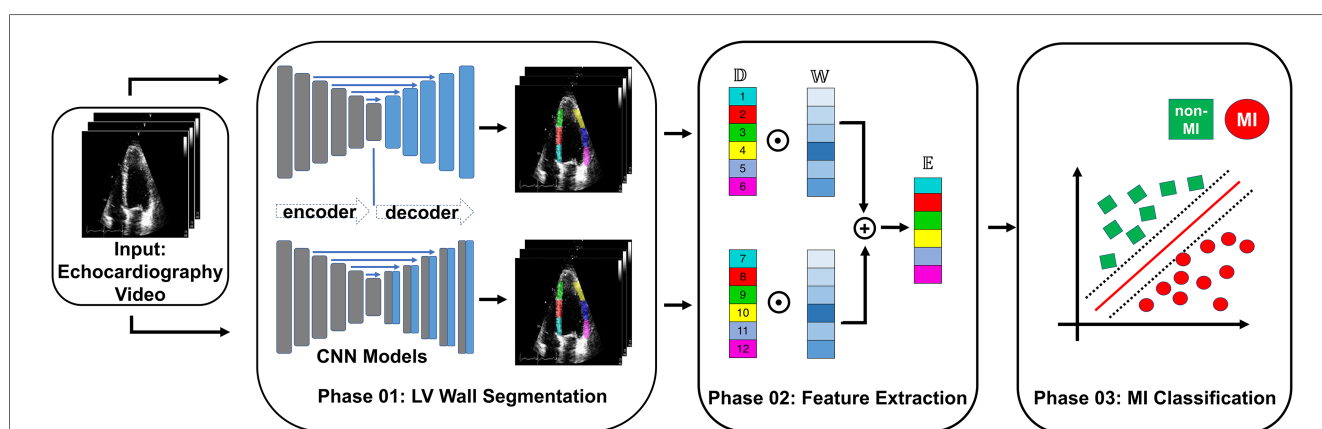 Input:
Echocardiography
Video
encoder
decoder
CNN Models
Phase 01: LV Wall Segmentation
𝔻
𝕎
1
2
3
4
5
6
7
8
9
10
11
12
𝔼
Phase 02: Feature Extraction
non-
MI
MI
Phase 03: MI Classification